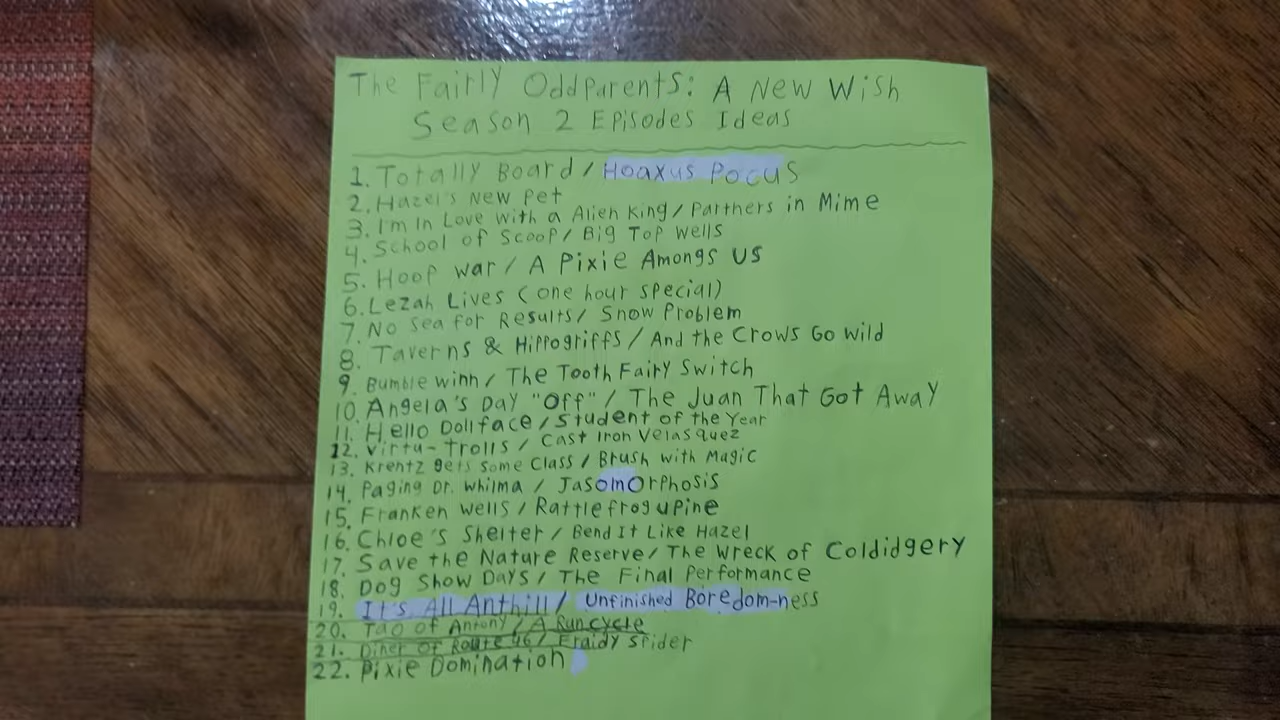 The Fairly Oddparents: A New Wish
Season 2 Episodes Ideas
1. Totally Board / Hoaxus Pocus
2. Hazel's New Pet
3. I'm In Love with a Alien King / Partners in Mime
4. School of Scoop / Big Top Wells
5. Hoop war / A Pixie Amongs us
6. Lezah Lives (one hour special)
7. No Sea for Results / Snow Problem
8. Taverns & Hippogriffs / And the Crows Go Wild
9. Bumble winn / The Tooth Fairy Switch
10. Angela's Day "Off" / The Juan That Got Away
11. Hello Dollface / Student of the Year
12. Virtu-Trolls / Cast Iron Velasquez
13. Krentz gets Some Class / Brush with Magic
14. Paging Dr. Whilma / Jasomorphosis
15. Franken Wells / Rattlefrogupine
16. Chloe's Shelter / Bend It Like Hazel
17. Save the Nature Reserve / The Wreck of Coldidgery
18. Dog Show Days / The Final Performance
19. It's All Anthill / Unfinished Boredom-ness
20. Tao of Antony / A Runcycle
21. Diner of Route 46 / Fraidy Spider
22. Pixie Domination